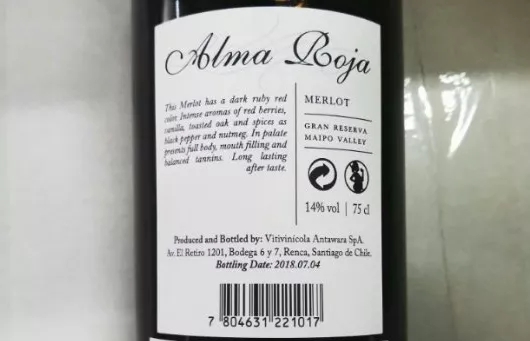 Alma Roja
This Merlot has a dark ruby red
color. Intense aromas of red berries,
vanilla, toasted oak and spices as
black pepper and nutmeg. In palate
presents full body, mouth filling and
balanced tannins. Long lasting
after taste.
MERLOT
GRAN RESERVA
MAIPO VALLEY
14% vol | 75 cl
Produced and Bottled by: Vitivinícola Antawara SpA.
Av. El Retiro 1201, Bodega 6 y 7, Renca, Santiago de Chile.
Bottling Date: 2018.07.04
7 804631 221017